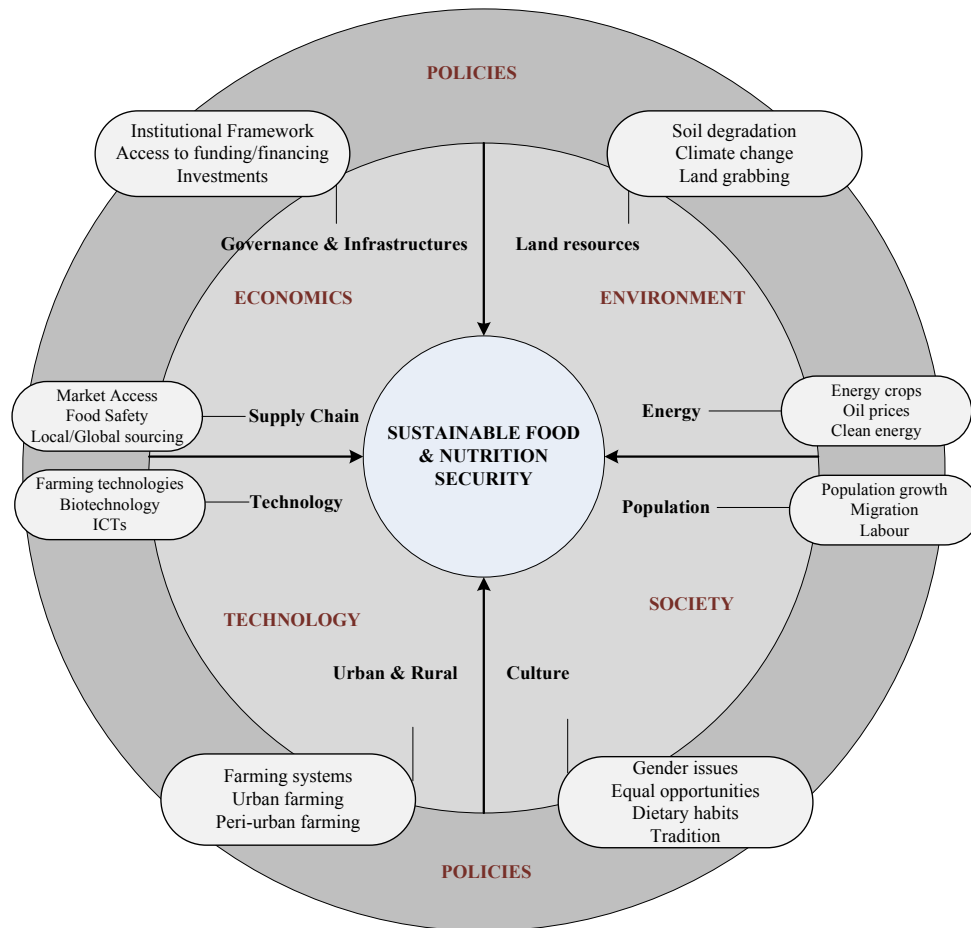 POLICIES
Institutional Framework
Access to funding/financing
Investments
Soil degradation
Climate change
Land grabbing
Governance & Infrastructures
Land resources
ECONOMICS
ENVIRONMENT
Market Access
Food Safety
Local/Global sourcing
Supply Chain
Energy
Energy crops
Oil prices
Clean energy
SUSTAINABLE FOOD
& NUTRITION
SECURITY
Farming technologies
Biotechnology
ICTs
Technology
Population
Population growth
Migration
Labour
TECHNOLOGY
SOCIETY
Urban & Rural
Culture
Farming systems
Urban farming
Peri-urban farming
Gender issues
Equal opportunities
Dietary habits
Tradition
POLICIES